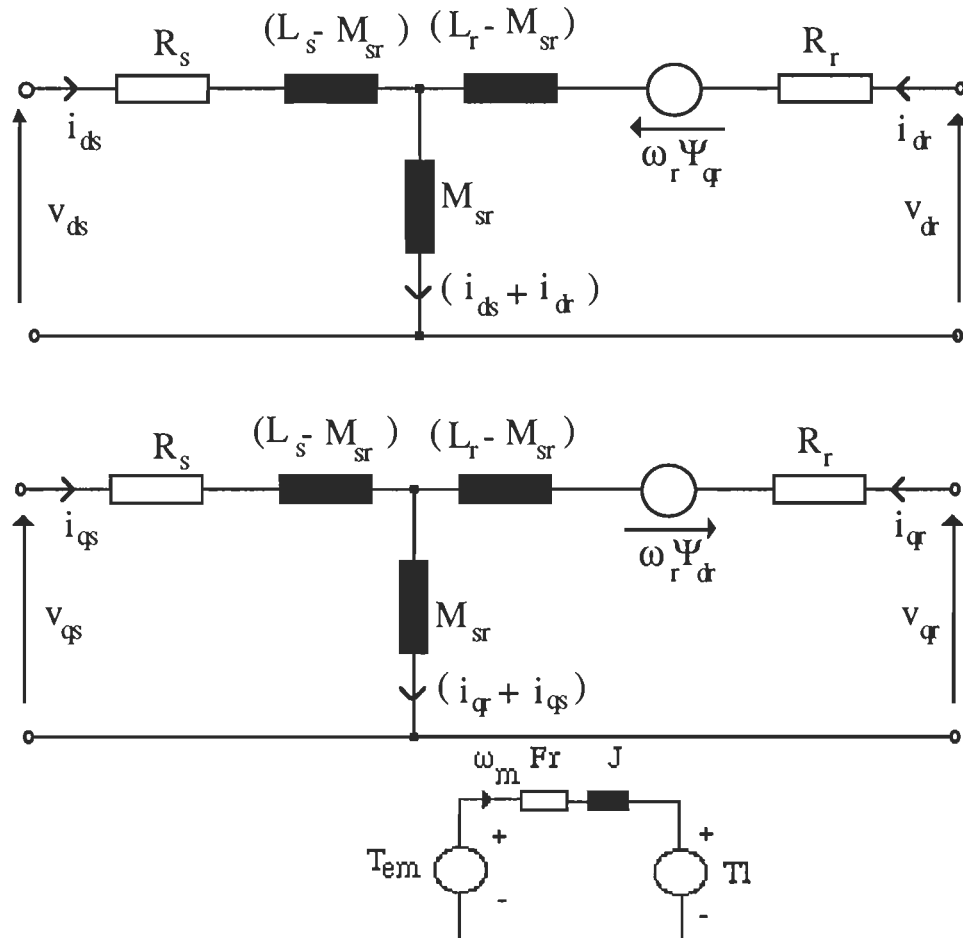 (L_s - M_sr) (L_r - M_sr)
R_s R_r
i_ds ω_r Ψ_qr i_dr
v_ds M_sr v_dr
(i_ds + i_dr)
(L_s - M_sr) (L_r - M_sr)
R_s R_r
i_qs ω_r Ψ_dr i_qr
v_qs M_sr v_qr
(i_qr + i_qs)
ω_m Fr J
+ +
T_em Tl
- -